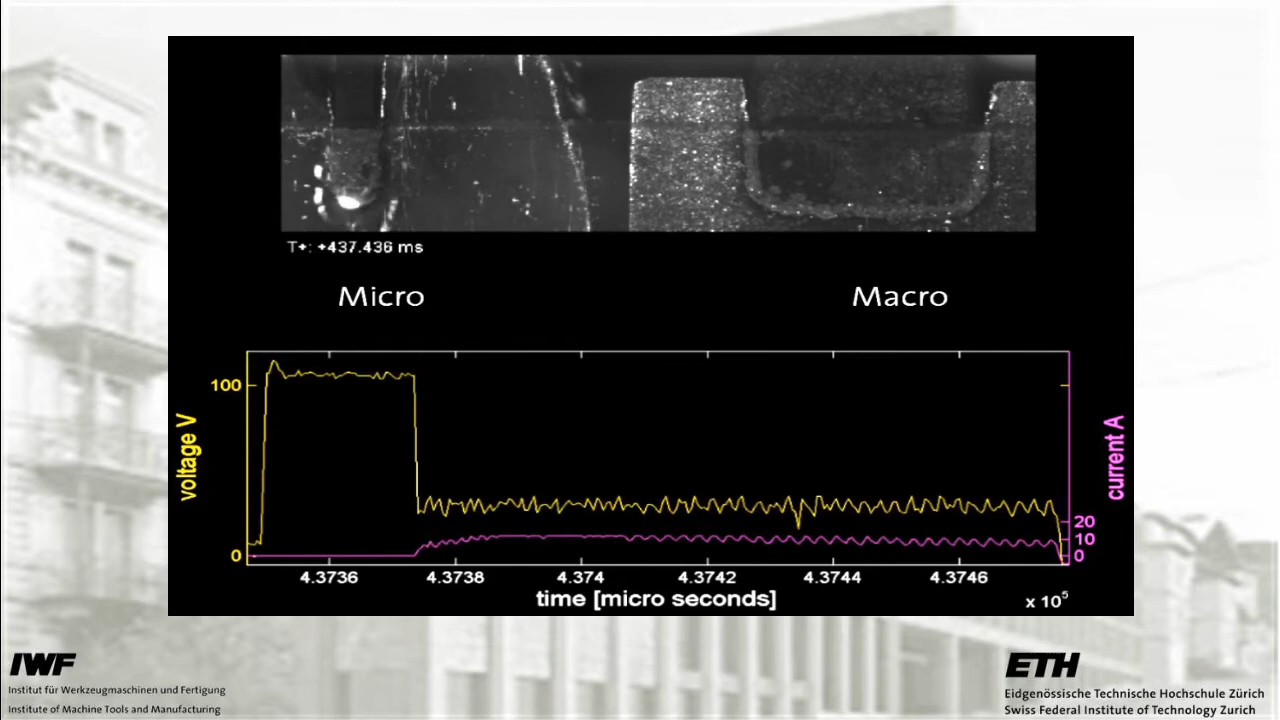 T+: +437.436 ms
Micro
Macro
100
0
voltage V
current A
20
10
0
4.3736 4.3738 4.374 4.3742 4.3744 4.3746
time [micro seconds]
x 10⁵
IWF
Institut für Werkzeugmaschinen und Fertigung
Institute of Machine Tools and Manufacturing
ETH
Eidgenössische Technische Hochschule Zürich
Swiss Federal Institute of Technology Zurich